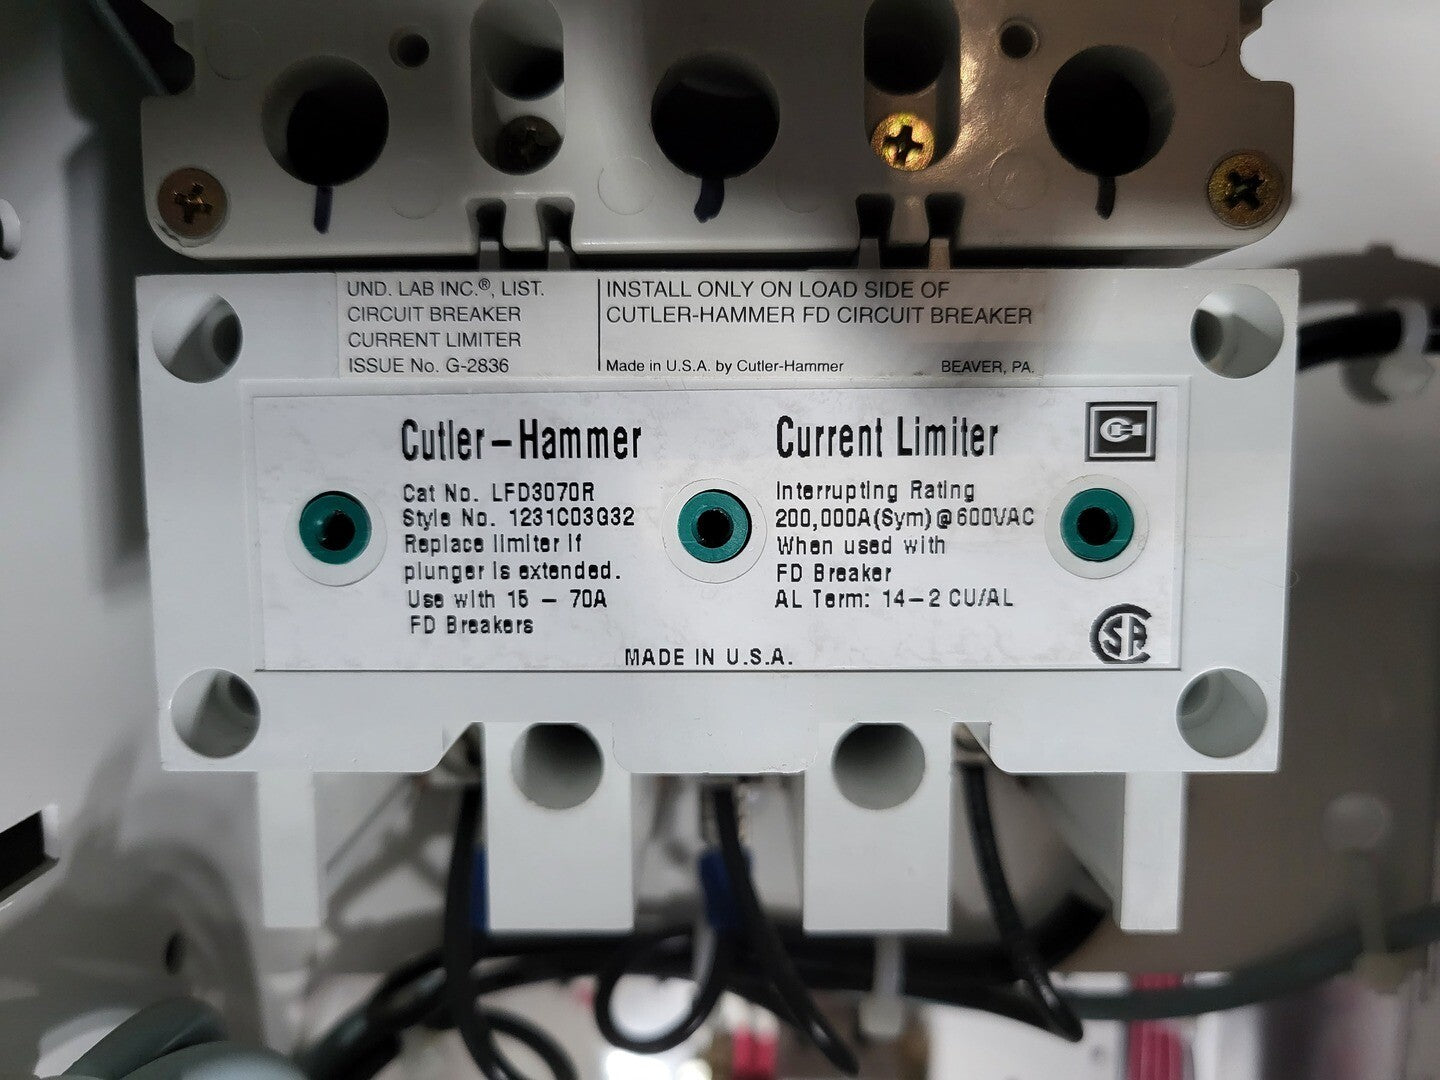 UND. LAB INC.®, LIST.
CIRCUIT BREAKER
CURRENT LIMITER
ISSUE No. G-2836
INSTALL ONLY ON LOAD SIDE OF
CUTLER-HAMMER FD CIRCUIT BREAKER
Made in U.S.A. by Cutler-Hammer BEAVER, PA.
Cutler-Hammer
Cat No. LFD3070R
Style No. 1231C03G32
Replace limiter if
plunger is extended.
Use with 15 - 70A
FD Breakers
Current Limiter
Interrupting Rating
200,000A(Sym)@600VAC
When used with
FD Breaker
AL Term: 14-2 CU/AL
CH
SA
MADE IN U.S.A.